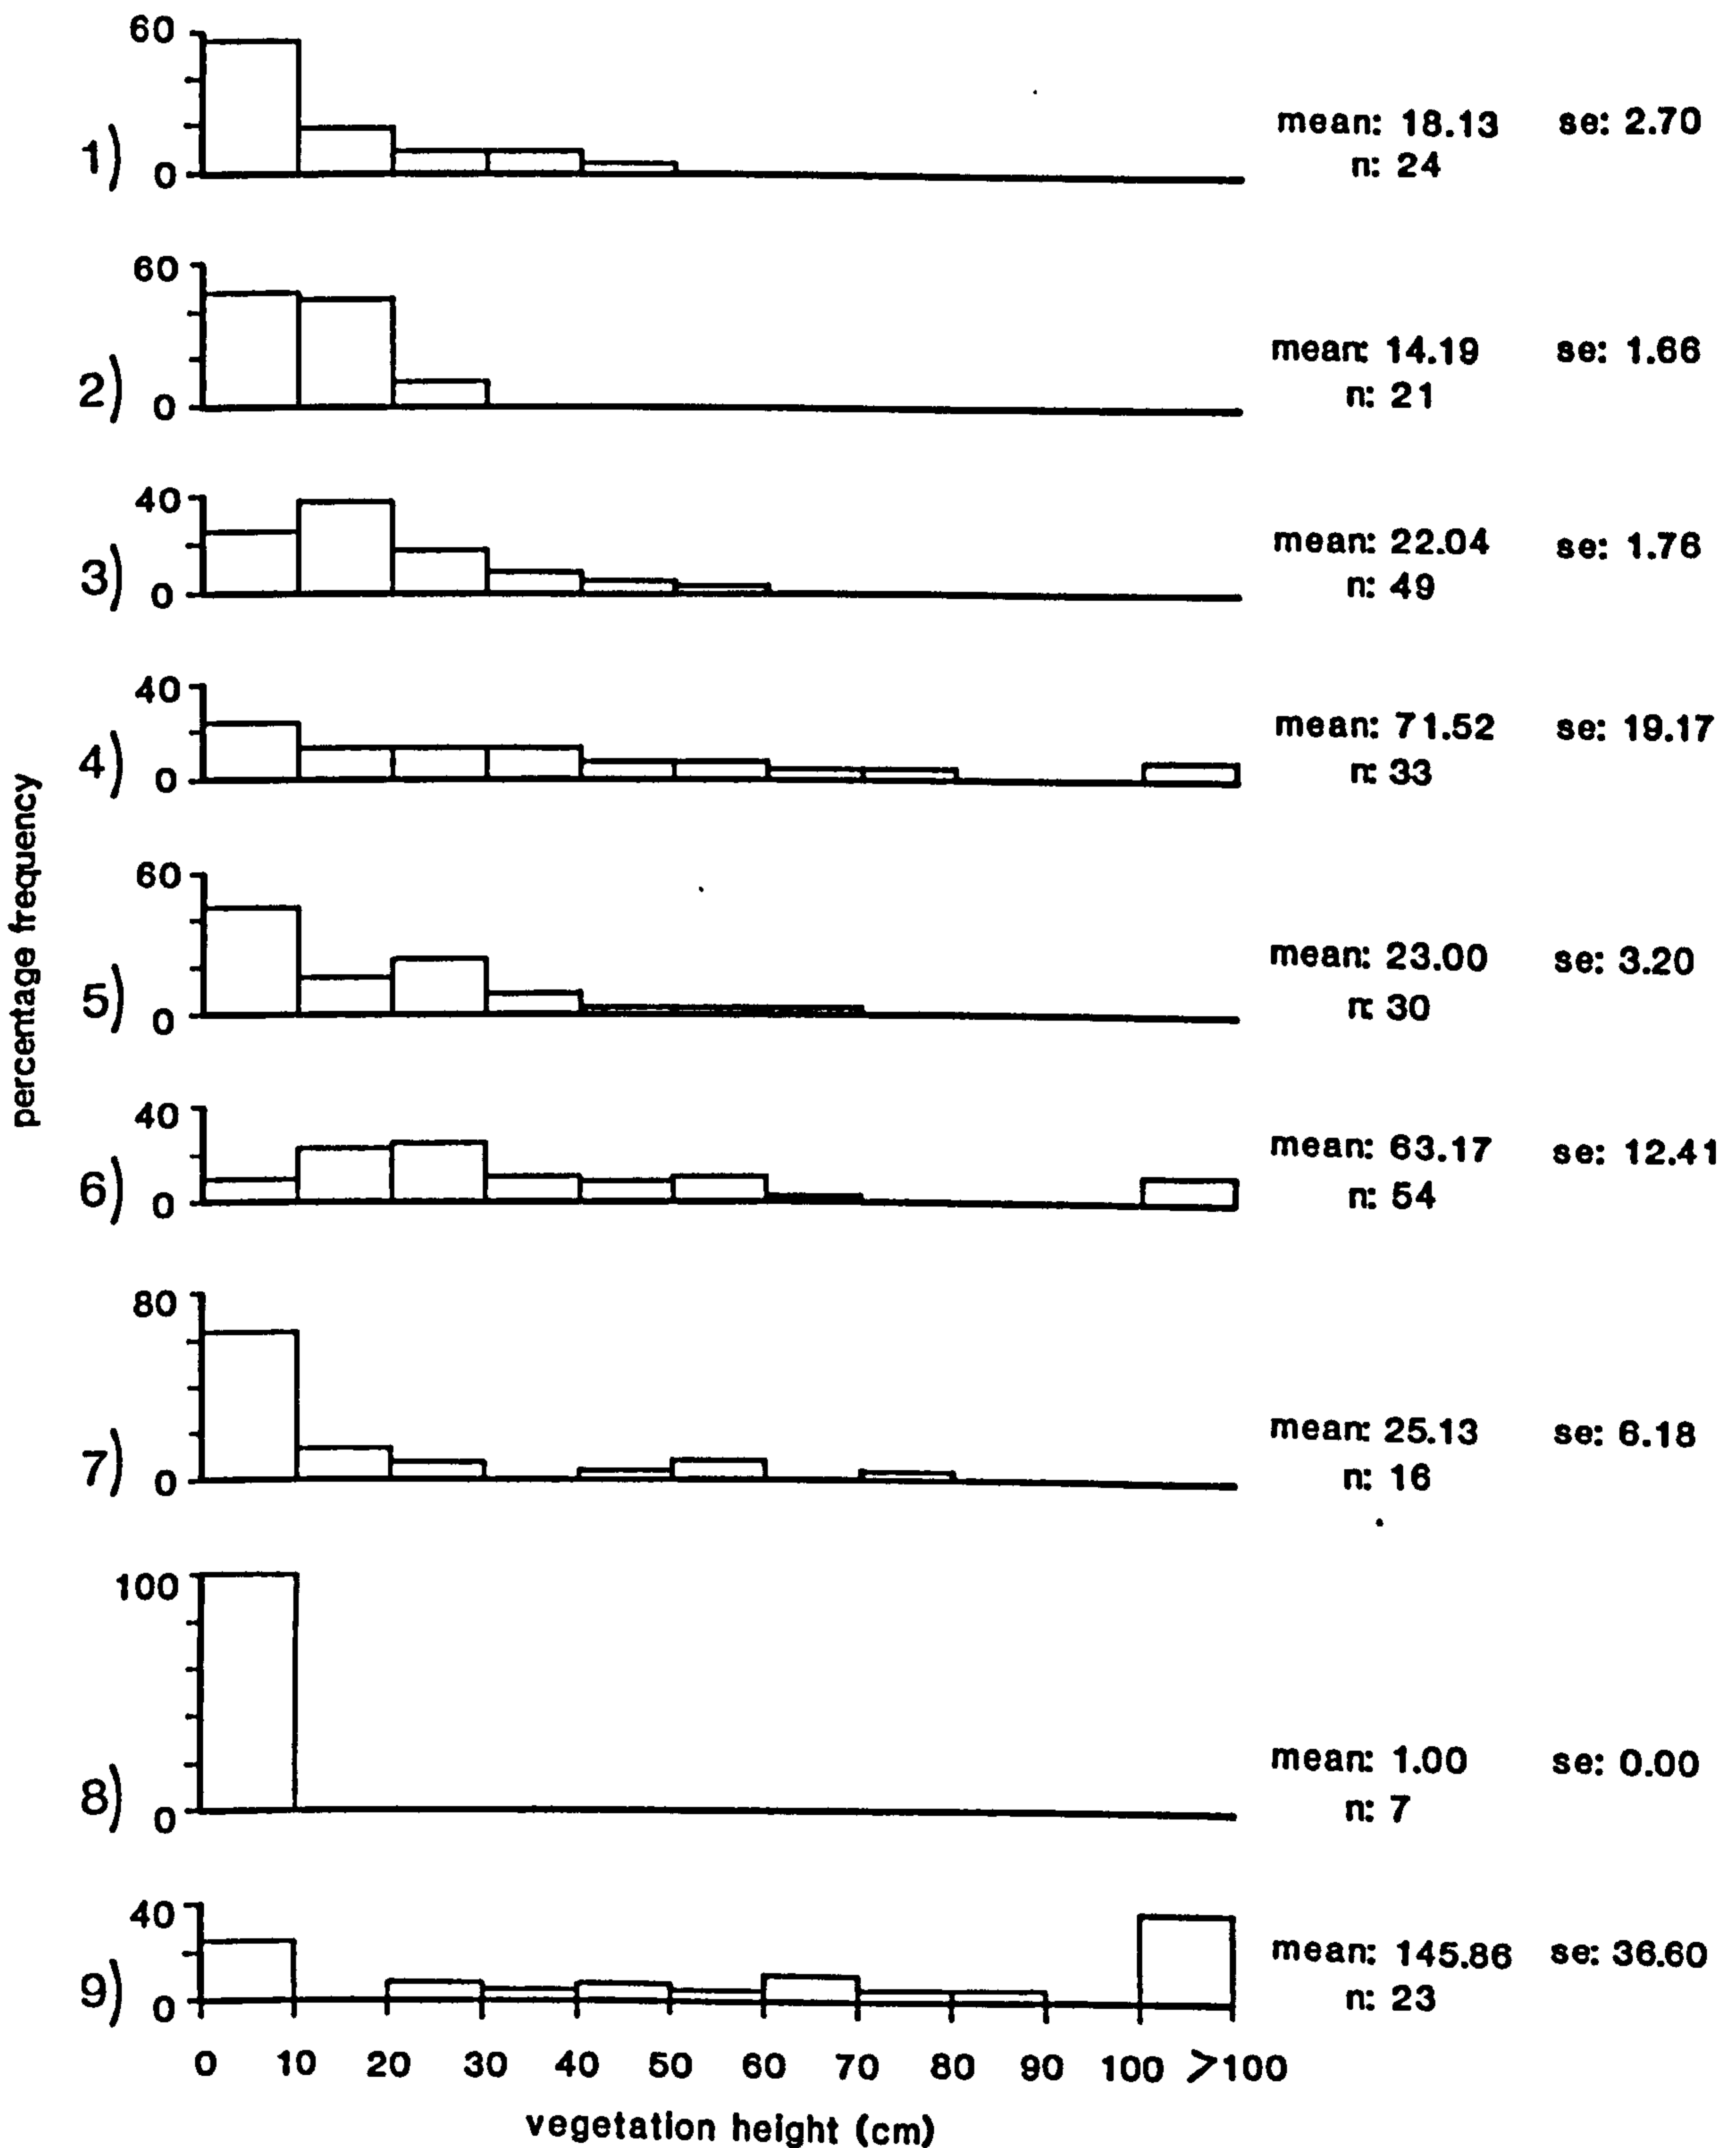 percentage frequency
60
1)
0
mean: 18.13 se: 2.70
n: 24
60
2)
0
mean: 14.19 se: 1.66
n: 21
40
3)
0
mean: 22.04 se: 1.76
n: 49
40
4)
0
mean: 71.52 se: 19.17
n: 33
60
5)
0
mean: 23.00 se: 3.20
n: 30
40
6)
0
mean: 63.17 se: 12.41
n: 54
80
7)
0
mean: 25.13 se: 6.18
n: 16
100
8)
0
mean: 1.00 se: 0.00
n: 7
40
9)
0
mean: 145.86 se: 36.60
n: 23
0 10 20 30 40 50 60 70 80 90 100 >100
vegetation height (cm)